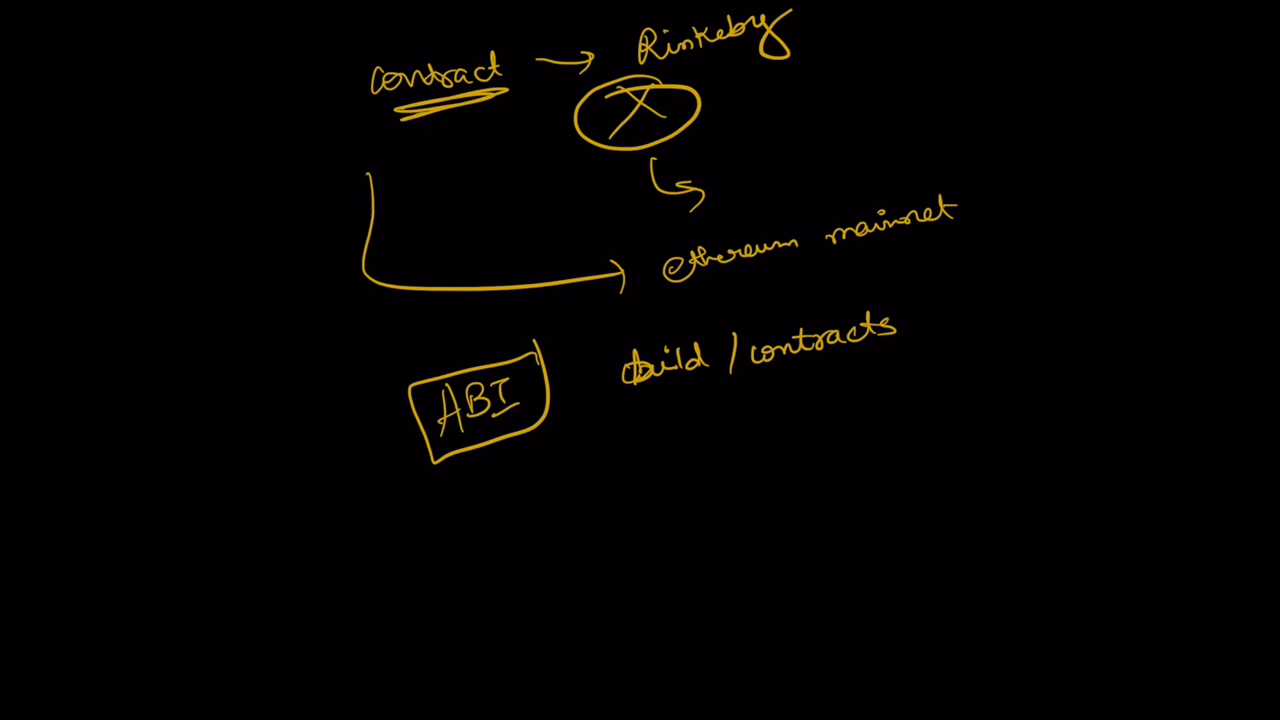 contract → Rinkeby
X
ethereum mainnet
build / contracts
ABI